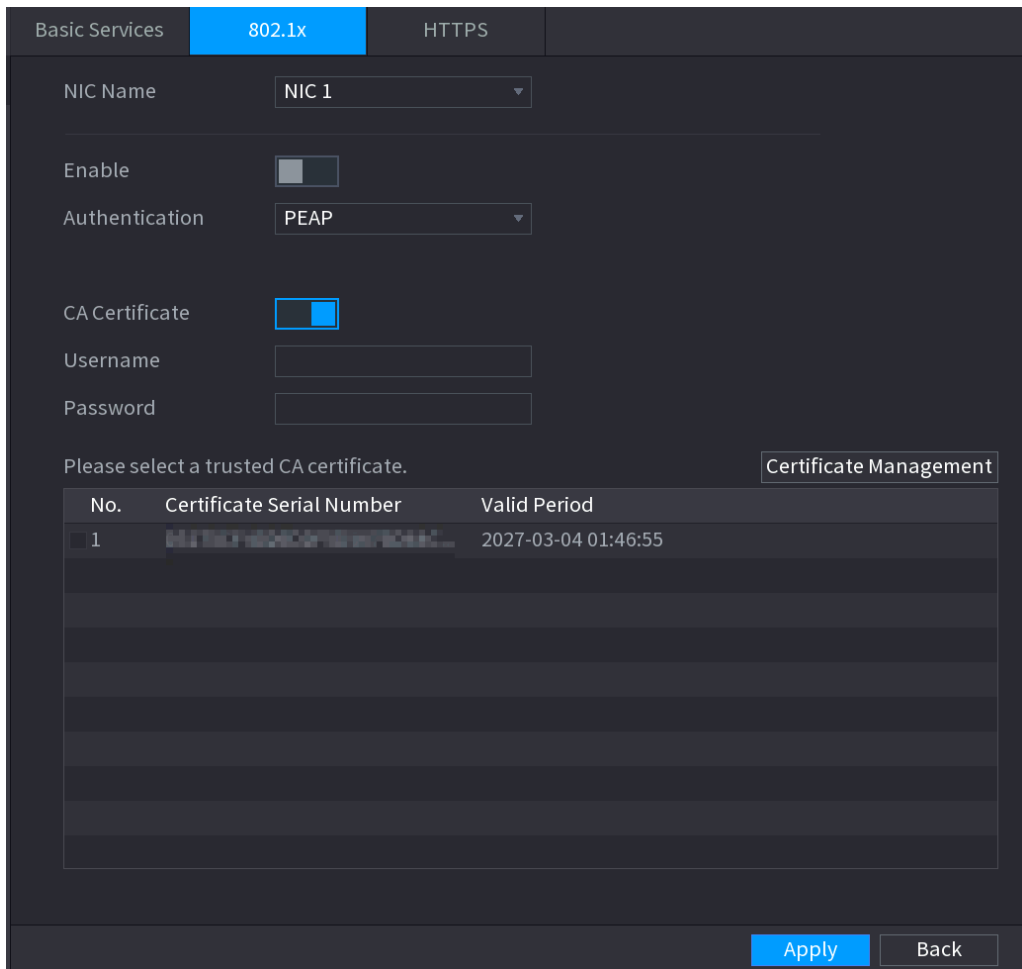 Basic Services 802.1x HTTPS
NIC Name NIC 1
Enable
Authentication PEAP
CA Certificate
Username
Password
Please select a trusted CA certificate. Certificate Management
No. Certificate Serial Number Valid Period
1 2027-03-04 01:46:55
Apply Back